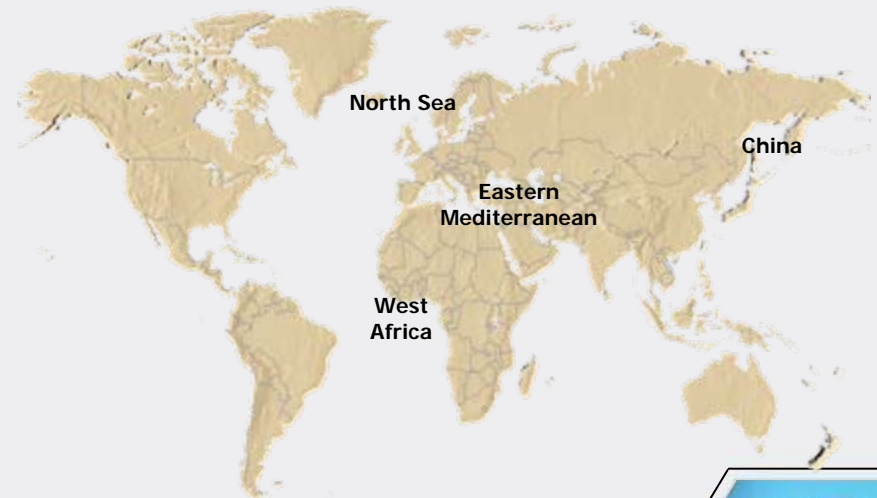 North Sea
China
Eastern
Mediterranean
West
Africa